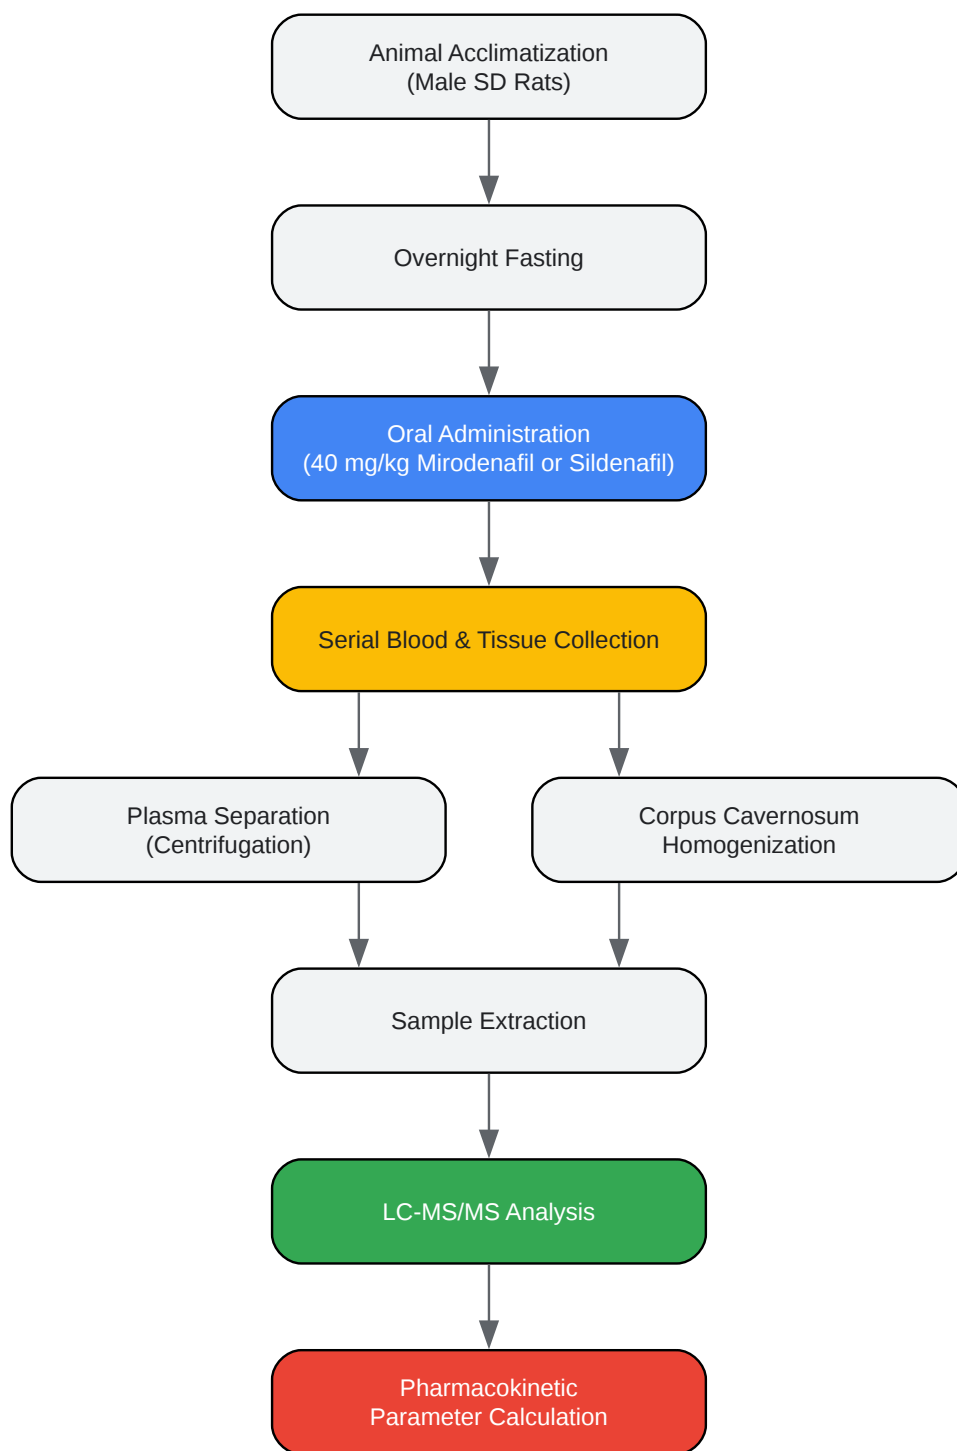 Animal Acclimatization
(Male SD Rats)
Overnight Fasting
Oral Administration
(40 mg/kg Mirodenafil or Sildenafil)
Serial Blood & Tissue Collection
Plasma Separation
(Centrifugation)
Corpus Cavernosum
Homogenization
Sample Extraction
LC-MS/MS Analysis
Pharmacokinetic
Parameter Calculation